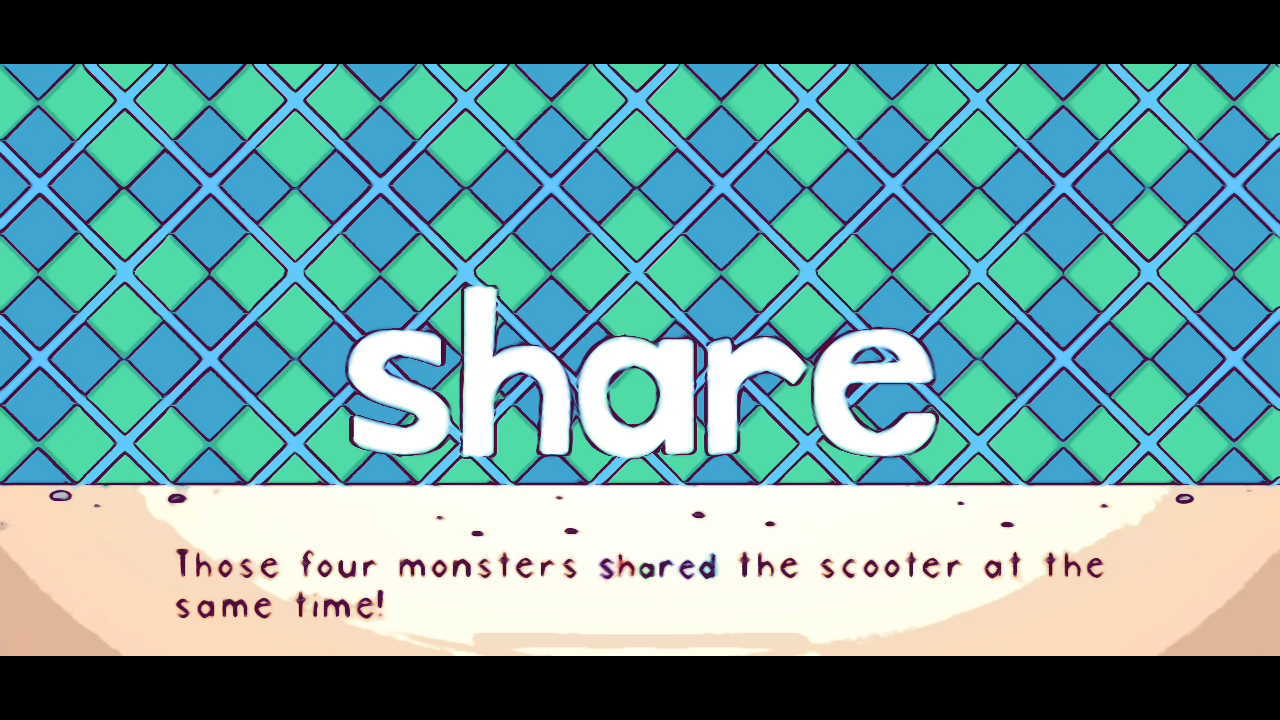 share
Those four monsters shared the scooter at the
same time!